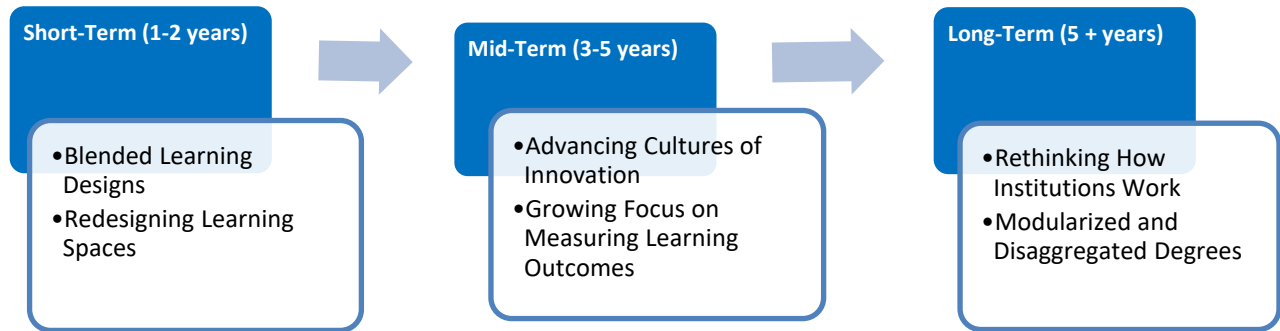 Short-Term (1-2 years)
•Blended Learning
Designs
•Redesigning Learning
Spaces
Mid-Term (3-5 years)
•Advancing Cultures of
Innovation
•Growing Focus on
Measuring Learning
Outcomes
Long-Term (5 + years)
•Rethinking How
Institutions Work
•Modularized and
Disaggregated Degrees